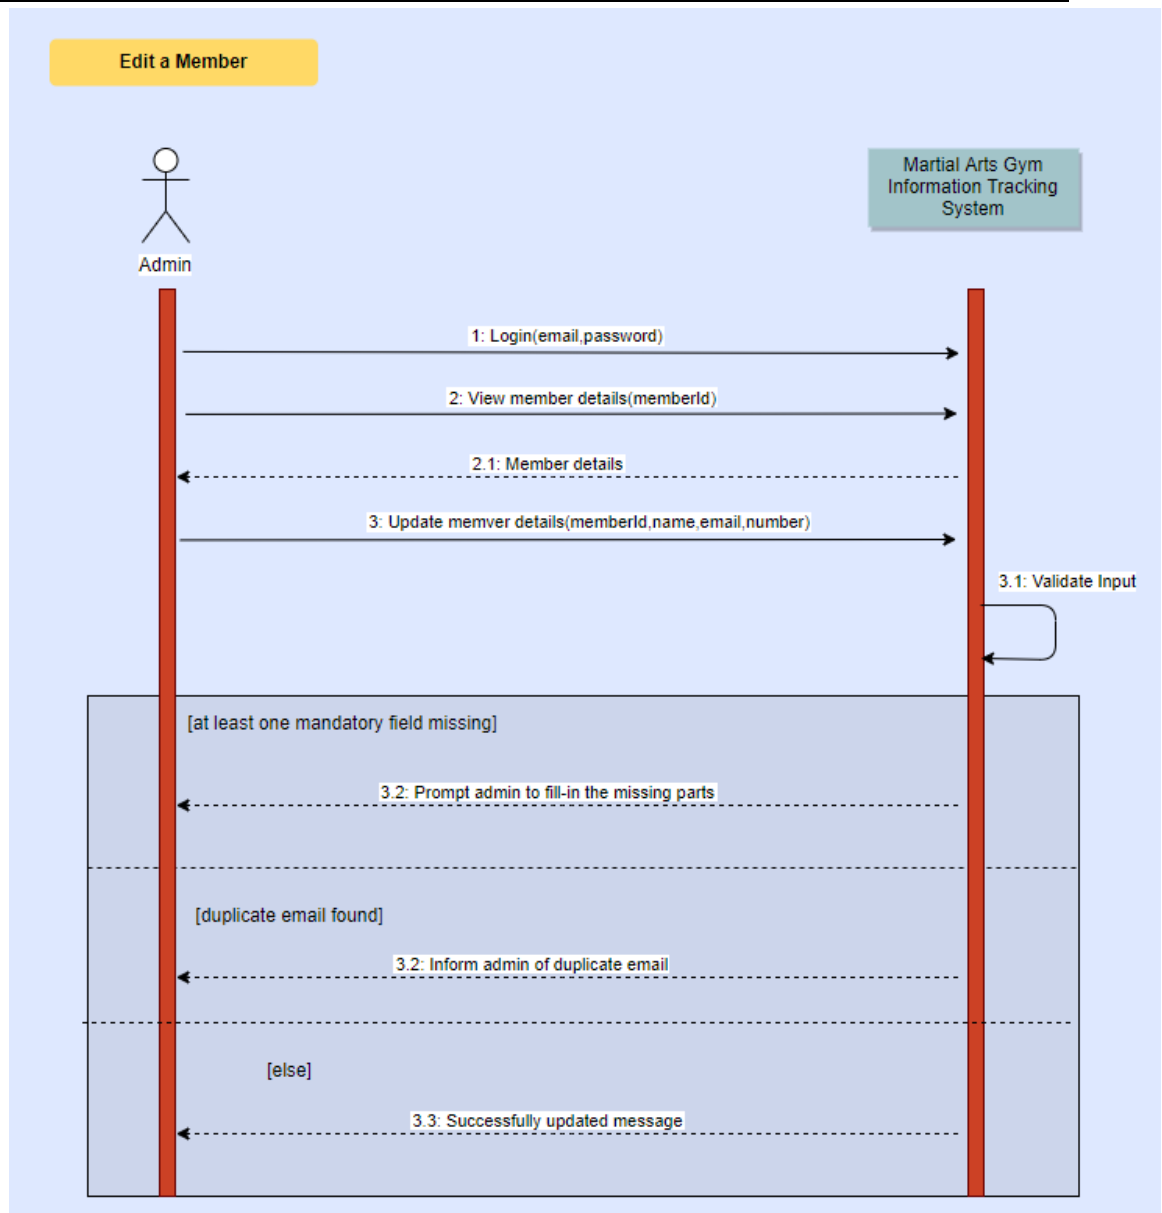 Edit a Member
Martial Arts Gym
Information Tracking
System
Admin
1: Login(email,password)
2: View member details(memberId)
2.1: Member details
3: Update memver details(memberId,name,email,number)
3.1: Validate Input
[at least one mandatory field missing]
3.2: Prompt admin to fill-in the missing parts
[duplicate email found]
3.2: Inform admin of duplicate email
[else]
3.3: Successfully updated message